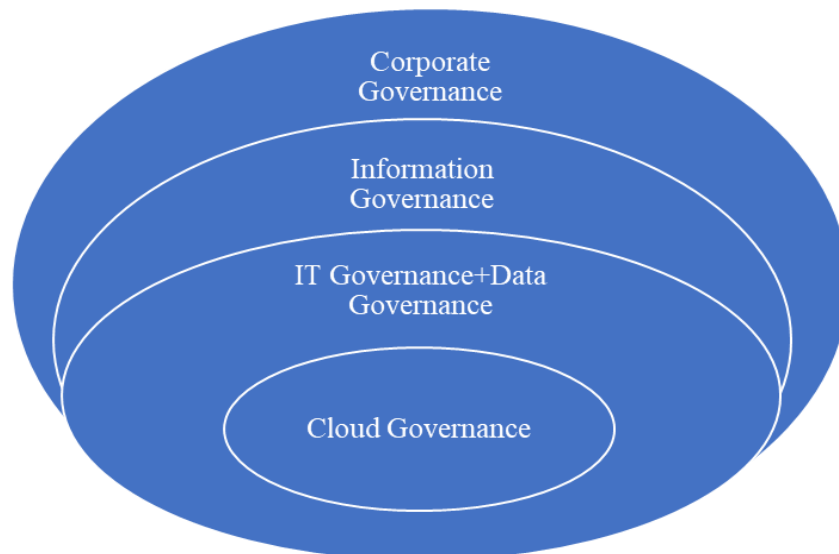 Corporate
Governance
Information
Governance
IT Governance+Data
Governance
Cloud Governance